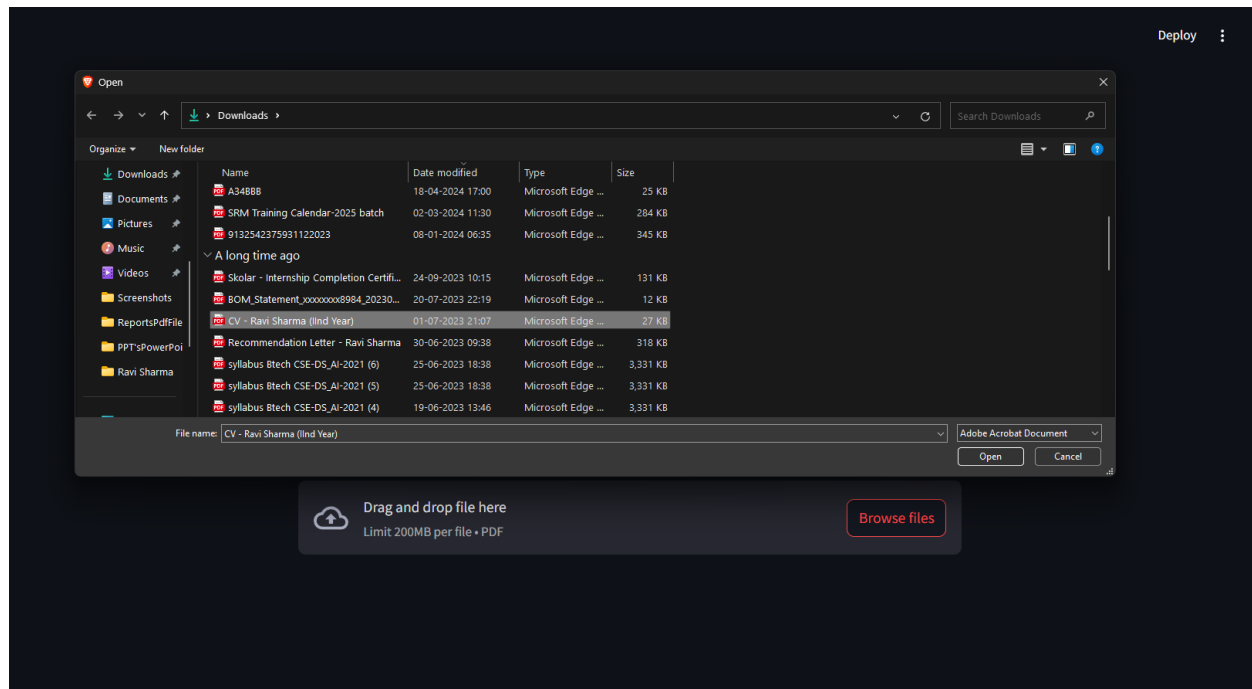 Deploy
Open
Downloads
Search Downloads
Organize New folder
Downloads
Documents
Pictures
Music
Videos
Screenshots
ReportsPdfFile
PPT'sPowerPoi
Ravi Sharma
Name Date modified Type Size
A34BBB 18-04-2024 17:00 Microsoft Edge ... 25 KB
SRM Training Calendar-2025 batch 02-03-2024 11:30 Microsoft Edge ... 284 KB
9132542375931122023 08-01-2024 06:35 Microsoft Edge ... 345 KB
A long time ago
Skolar - Internship Completion Certifi... 24-09-2023 10:15 Microsoft Edge ... 131 KB
BOM_Statement_xxxxxxxx8984_20230... 20-07-2023 22:19 Microsoft Edge ... 12 KB
CV - Ravi Sharma (IInd Year) 01-07-2023 21:07 Microsoft Edge ... 27 KB
Recommendation Letter - Ravi Sharma 30-06-2023 09:38 Microsoft Edge ... 318 KB
syllabus Btech CSE-DS_AI-2021 (6) 25-06-2023 18:38 Microsoft Edge ... 3,331 KB
syllabus Btech CSE-DS_AI-2021 (5) 25-06-2023 18:38 Microsoft Edge ... 3,331 KB
syllabus Btech CSE-DS_AI-2021 (4) 19-06-2023 13:46 Microsoft Edge ... 3,331 KB
File name: CV - Ravi Sharma (IInd Year) Adobe Acrobat Document
Open Cancel
Drag and drop file here
Limit 200MB per file • PDF
Browse files